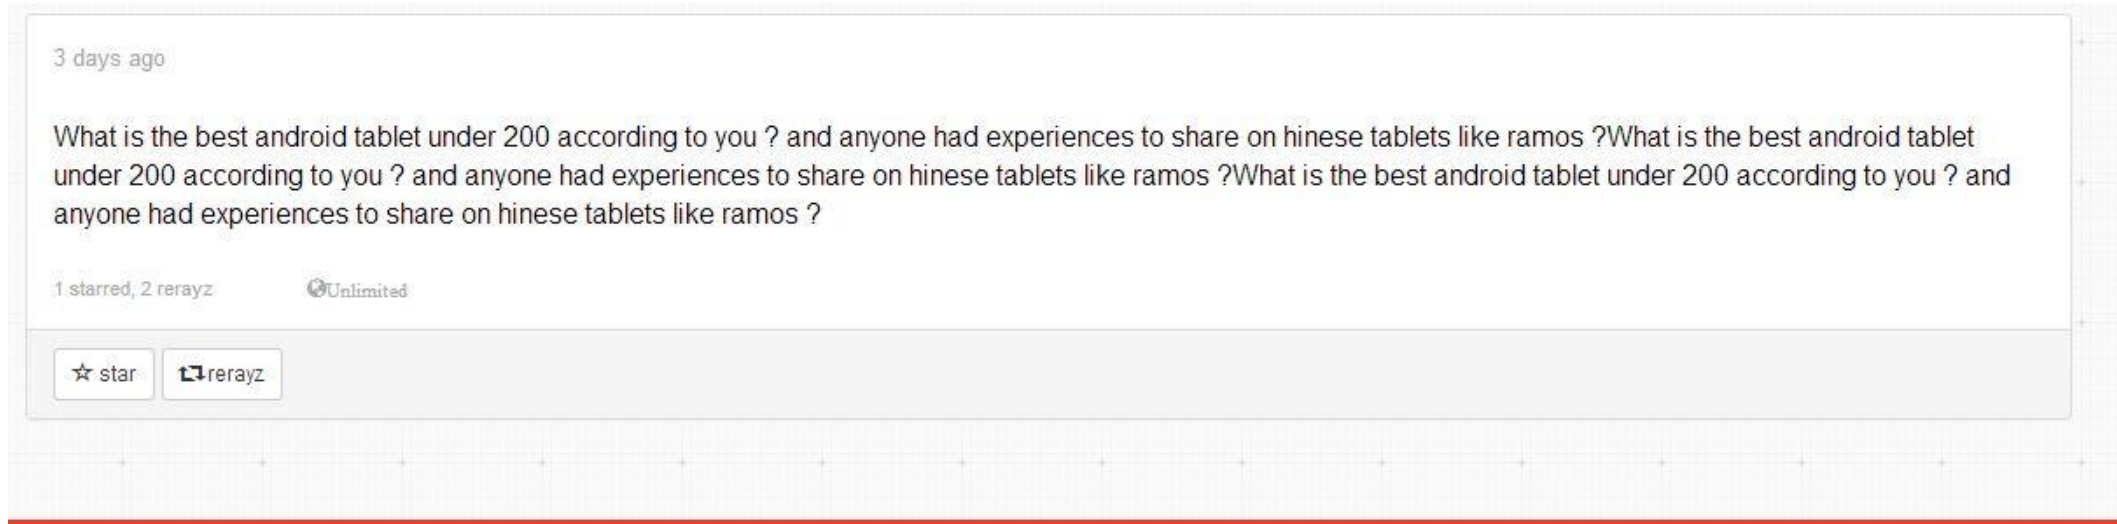 3 days ago
What is the best android tablet under 200 according to you ? and anyone had experiences to share on hinese tablets like ramos ?What is the best android tablet
under 200 according to you ? and anyone had experiences to share on hinese tablets like ramos ?What is the best android tablet under 200 according to you ? and
anyone had experiences to share on hinese tablets like ramos ?
1 starred, 2 rerayz Unlimited
star rerayz